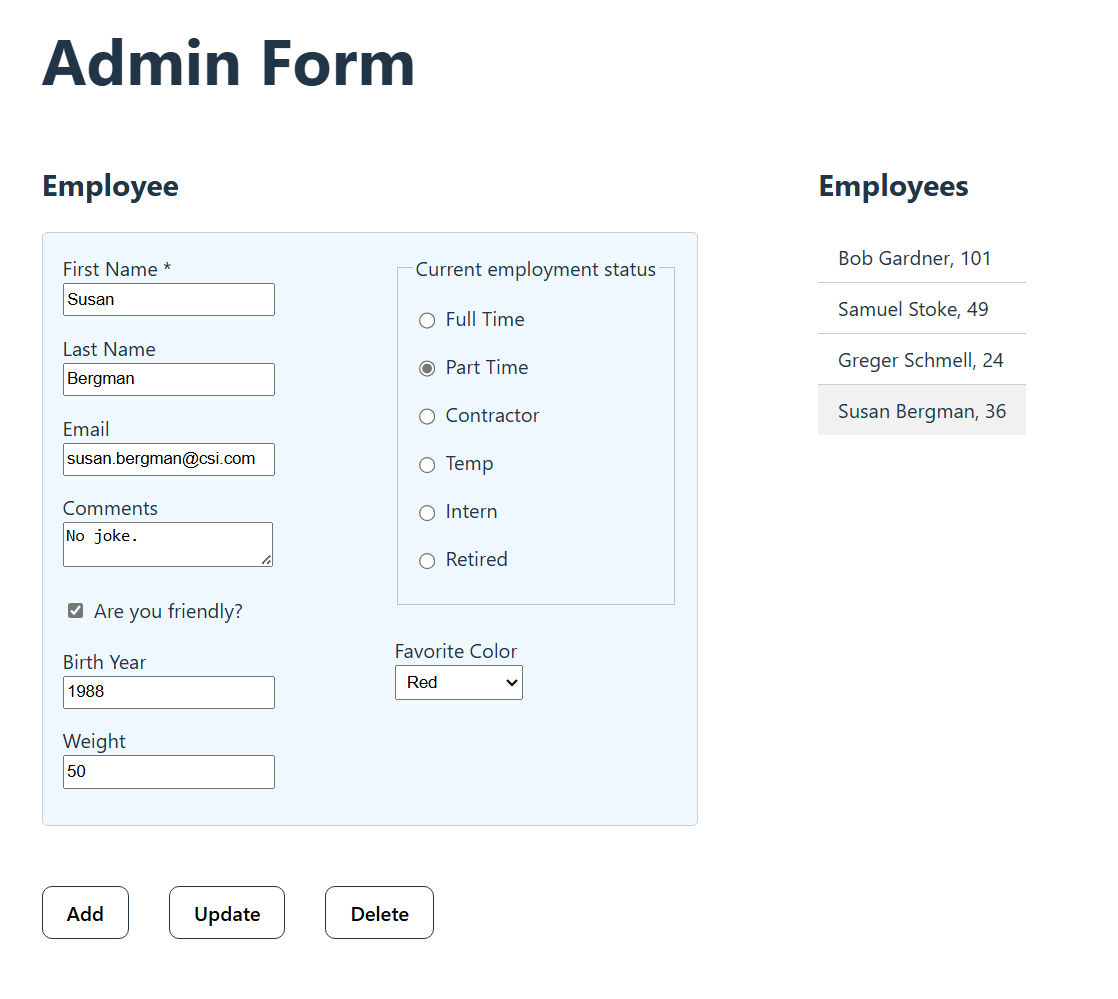 Admin Form
Employee
First Name *
Susan
Last Name
Bergman
Email
susan.bergman@csi.com
Comments
No joke.
Are you friendly?
Birth Year
1988
Weight
50
Current employment status
Full Time
Part Time
Contractor
Temp
Intern
Retired
Favorite Color
Red
Employees
Bob Gardner, 101
Samuel Stoke, 49
Greger Schmell, 24
Susan Bergman, 36
Add
Update
Delete